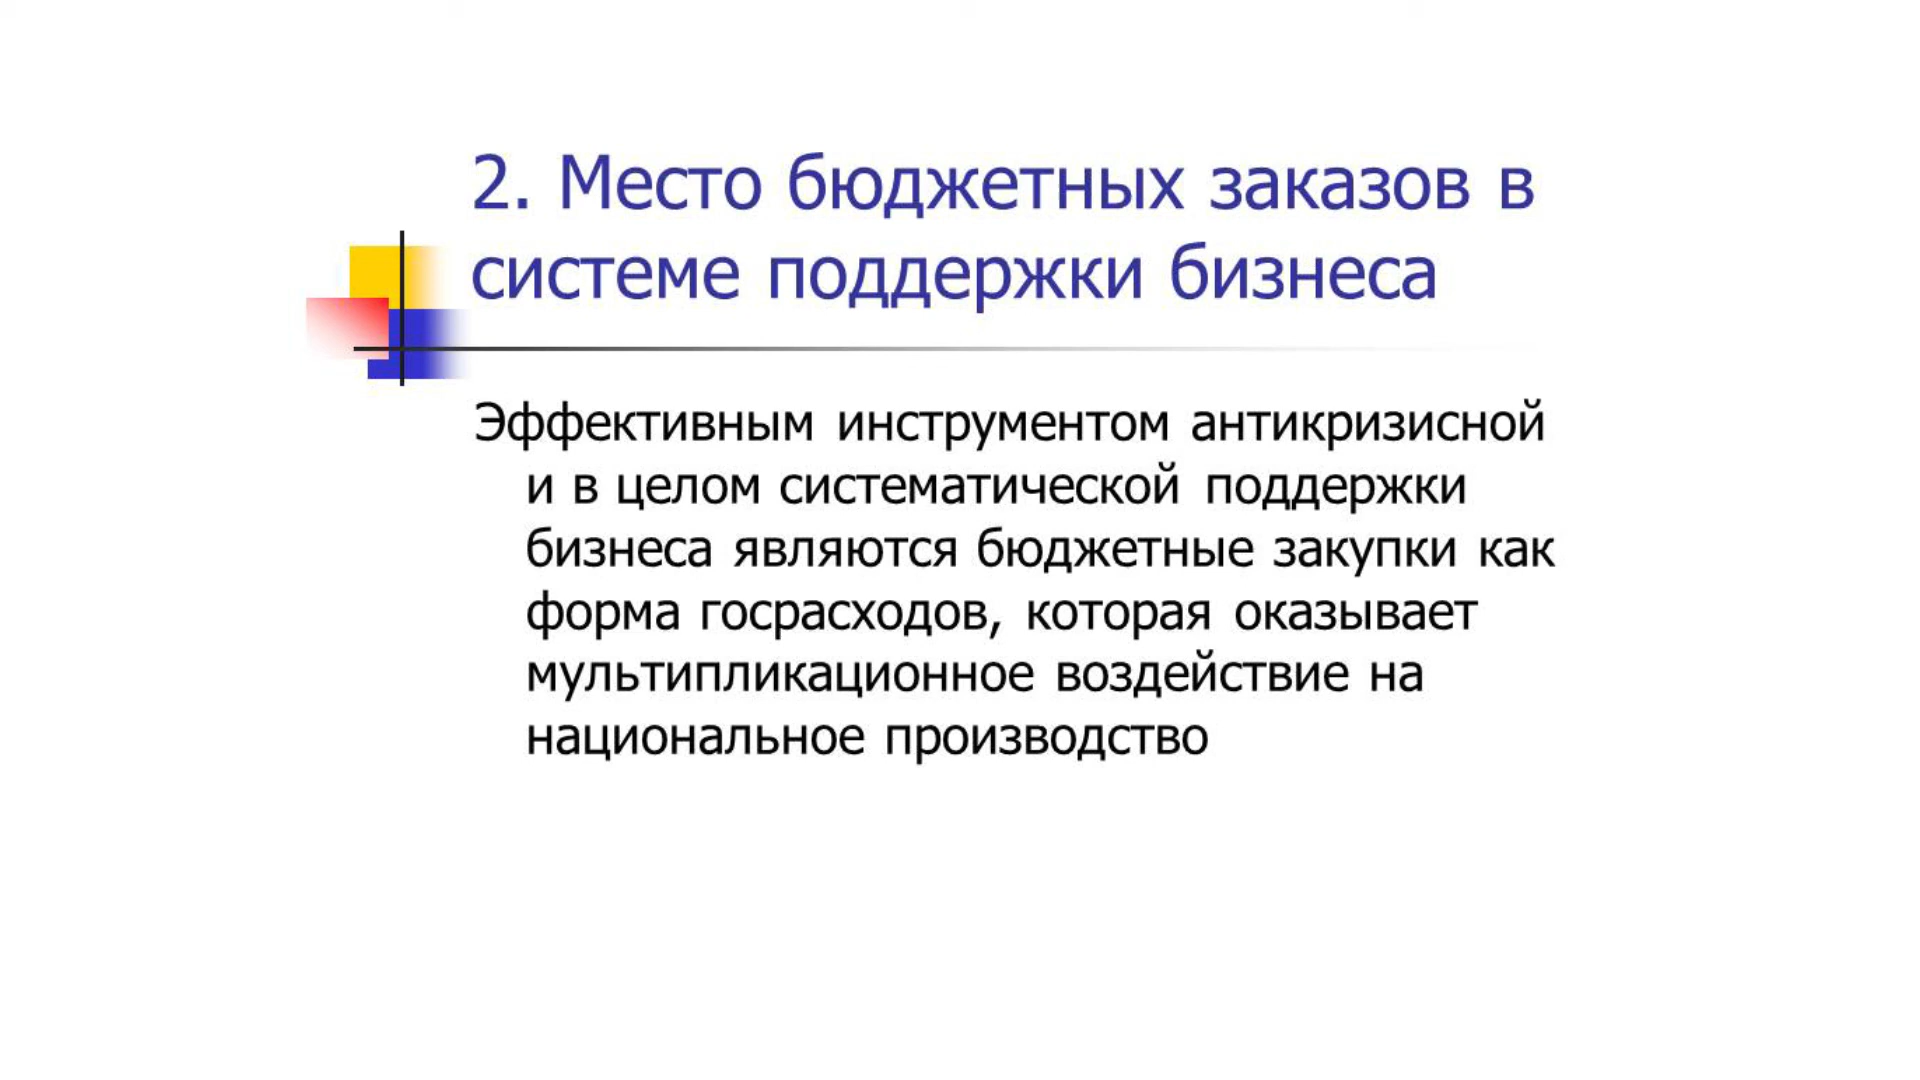 2. Место бюджетных заказов в
системе поддержки бизнеса
Эффективным инструментом антикризисной
и в целом систематической поддержки
бизнеса являются бюджетные закупки как
форма госрасходов, которая оказывает
мультипликационное воздействие на
национальное производство